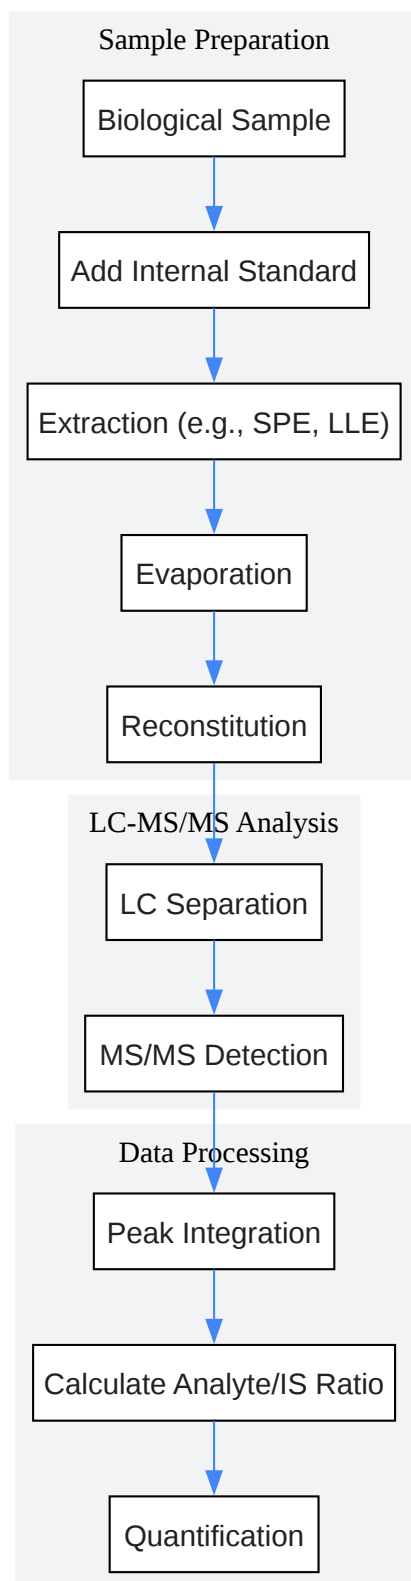 Sample Preparation
Biological Sample
Add Internal Standard
Extraction (e.g., SPE, LLE)
Evaporation
Reconstitution
LC-MS/MS Analysis
LC Separation
MS/MS Detection
Data Processing
Peak Integration
Calculate Analyte/IS Ratio
Quantification